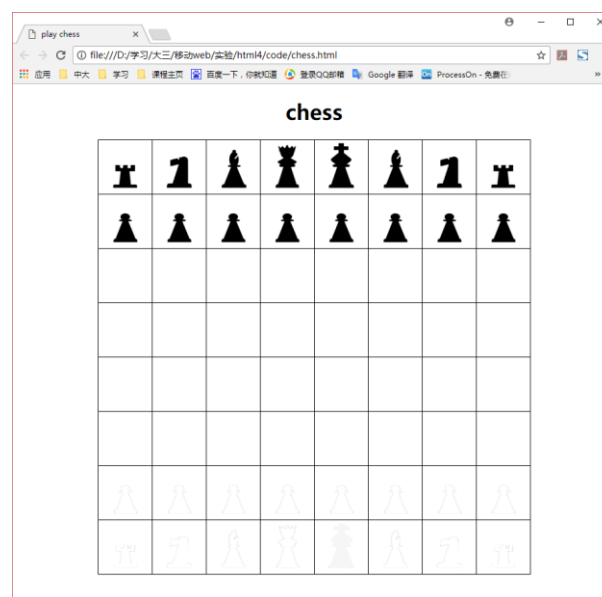 play chess
file:///D:/学习/大三/移动web/实验/html4/code/chess.html
应用 中大 学习 课程主页 百度一下，你就知道 登录QQ邮箱 Google 翻译 ProcessOn - 免费在
chess